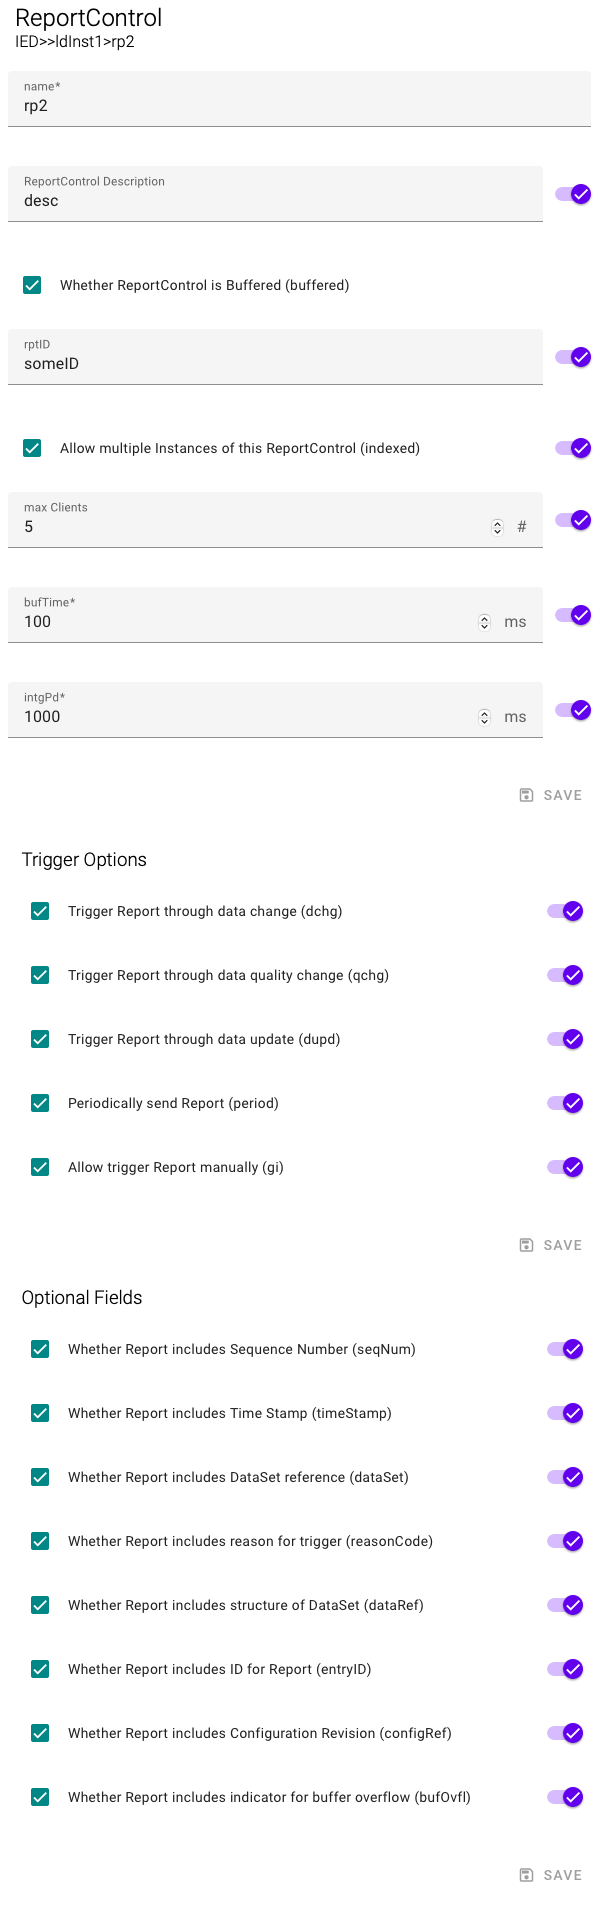 ReportControl
IED>>ldInst1>rp2
name*
rp2
ReportControl Description
desc
Whether ReportControl is Buffered (buffered)
rptID
someID
Allow multiple Instances of this ReportControl (indexed)
max Clients
5 #
bufTime*
100 ms
intgPd*
1000 ms
SAVE
Trigger Options
Trigger Report through data change (dchg)
Trigger Report through data quality change (qchg)
Trigger Report through data update (dupd)
Periodically send Report (period)
Allow trigger Report manually (gi)
SAVE
Optional Fields
Whether Report includes Sequence Number (seqNum)
Whether Report includes Time Stamp (timeStamp)
Whether Report includes DataSet reference (dataSet)
Whether Report includes reason for trigger (reasonCode)
Whether Report includes structure of DataSet (dataRef)
Whether Report includes ID for Report (entryID)
Whether Report includes Configuration Revision (configRef)
Whether Report includes indicator for buffer overflow (bufOvfl)
SAVE